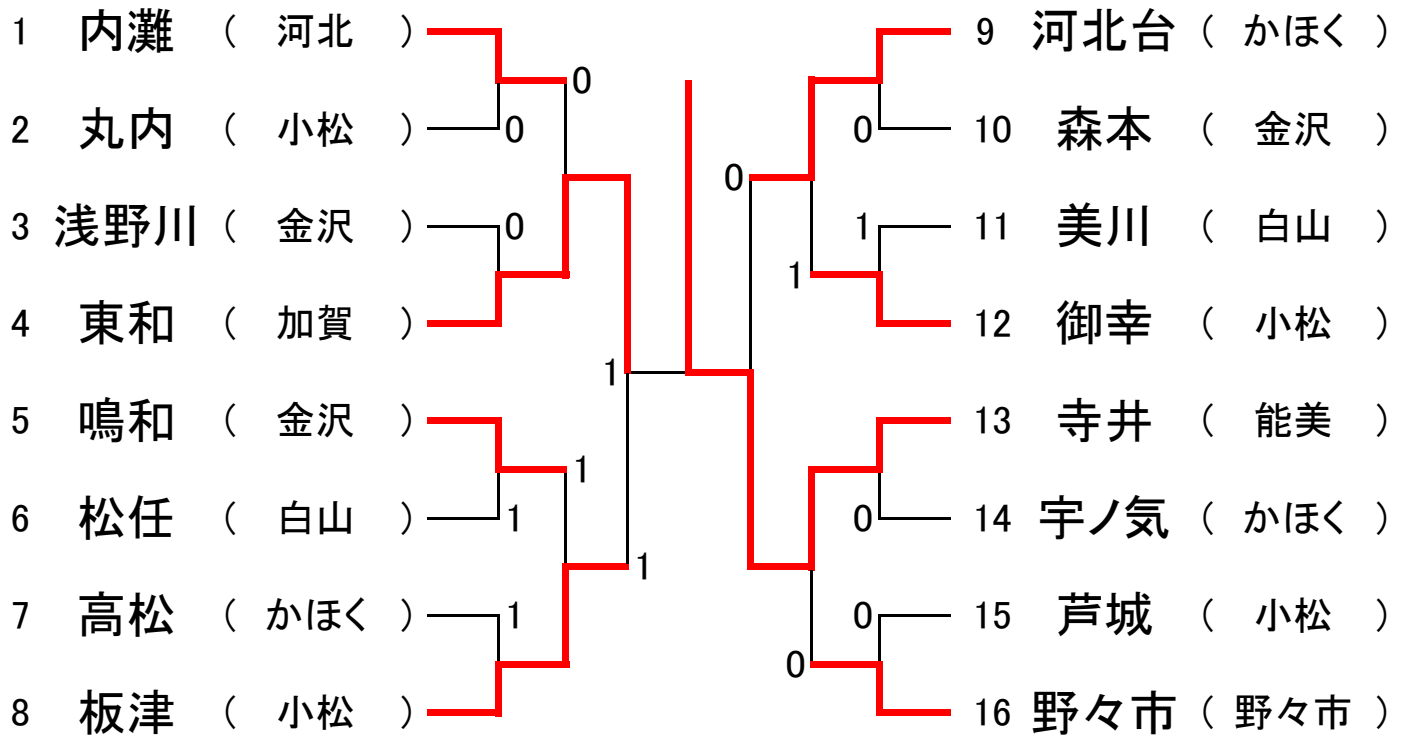 1 内灘 ( 河北 )
0
2 丸内 ( 小松 ) 0
3 浅野川 ( 金沢 ) 0
4 東和 ( 加賀 )
1
5 鳴和 ( 金沢 )
1
6 松任 ( 白山 ) 1
1
7 高松 ( かほく ) 1
8 板津 ( 小松 )
9 河北台 ( かほく )
0 10 森本 ( 金沢 )
0
1 11 美川 ( 白山 )
1
12 御幸 ( 小松 )
13 寺井 ( 能美 )
0 14 宇ノ気 ( かほく )
0 15 芦城 ( 小松 )
0
16 野々市 ( 野々市 )